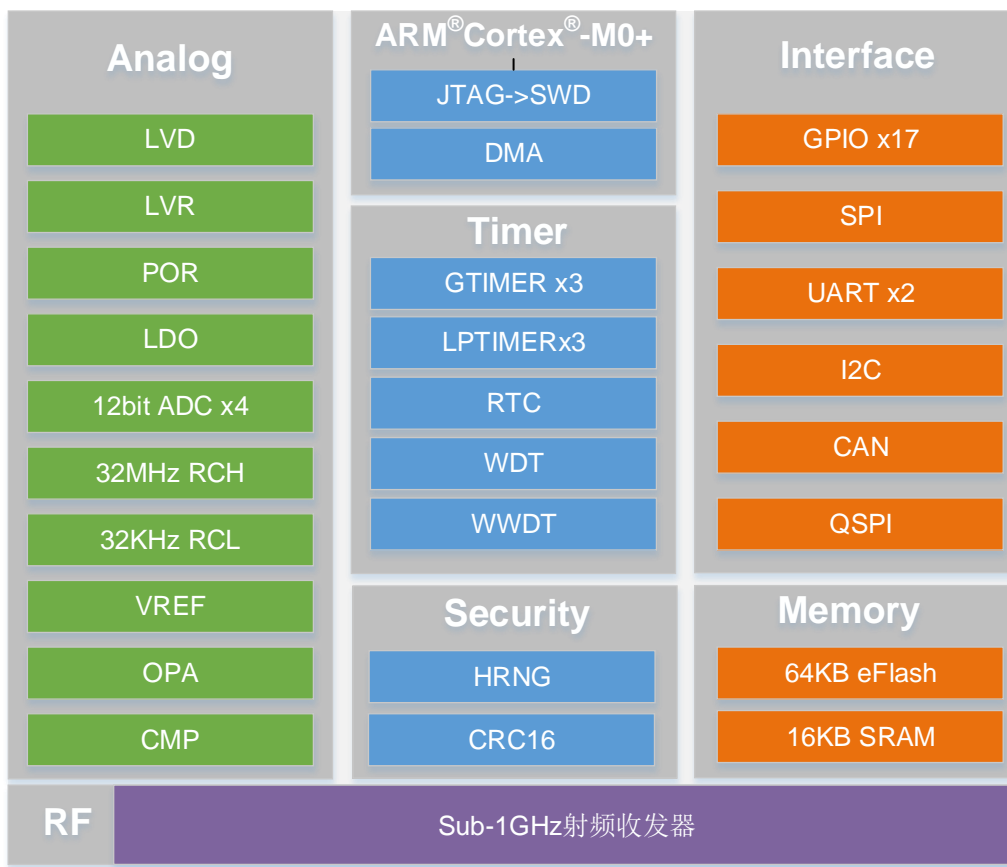 Analog
LVD
LVR
POR
LDO
12bit ADC x4
32MHz RCH
32KHz RCL
VREF
OPA
CMP
ARM®Cortex®-M0+
JTAG->SWD
DMA
Timer
GTIMER x3
LPTIMERx3
RTC
WDT
WWDT
Security
HRNG
CRC16
Interface
GPIO x17
SPI
UART x2
I2C
CAN
QSPI
Memory
64KB eFlash
16KB SRAM
RF
Sub-1GHz射频收发器